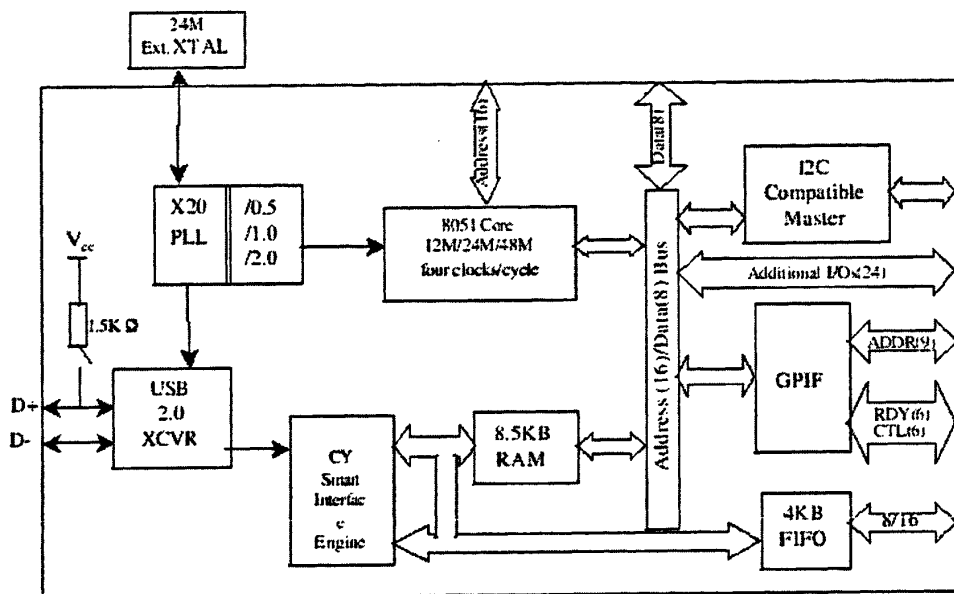 24M
Ext. XTAL
Address(16)
Data(8)
X20
PLL
/0.5
/1.0
/2.0
8051 Core
12M/24M/48M
four clocks/cycle
I2C
Compatible
Master
Vcc
1.5K Ω
Address (16)/Data(8) Bus
Additional I/Os(24)
ADDR(9)
GPIF
RDY(6)
CTL(6)
D+
D-
USB
2.0
XCVR
CY
Smart
Interfac
e
Engine
8.5KB
RAM
4KB
FIFO
8/16